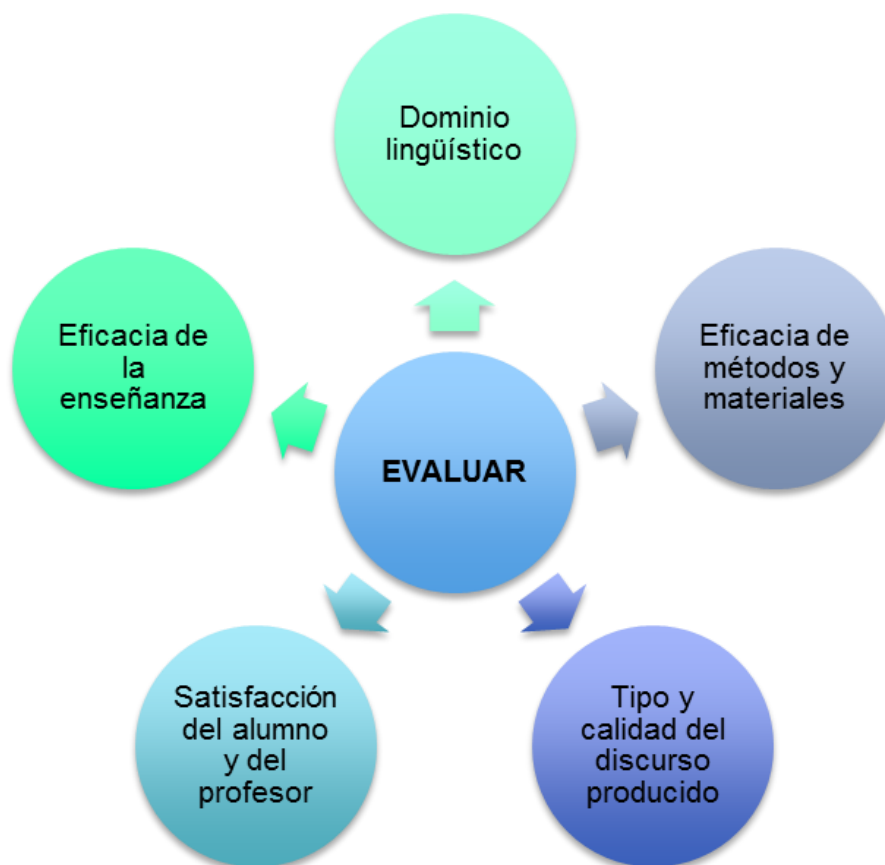 Dominio
lingüístico
Eficacia de
la
enseñanza
Eficacia de
métodos y
materiales
EVALUAR
Satisfacción
del alumno
y del
profesor
Tipo y
calidad del
discurso
producido